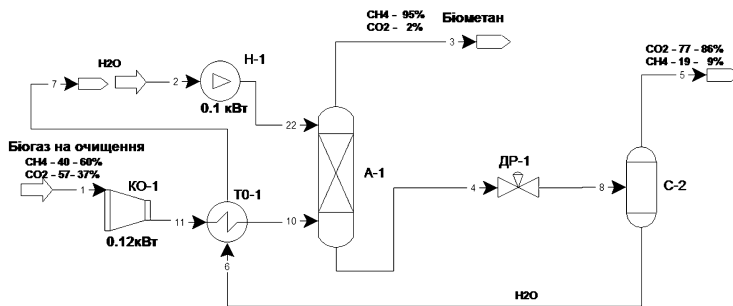 CH4 - 95%
CO2 - 2%
Біометан
3
CO2 - 77 - 86%
CH4 - 19 - 9%
5
H2O
Н-1
7
2
0.1 кВт
22
Біогаз на очищення
CH4 - 40 - 60%
CO2 - 57- 37%
А-1
ДР-1
КО-1
ТО-1
1
4
8
С-2
11
10
0.12кВт
6
H2O